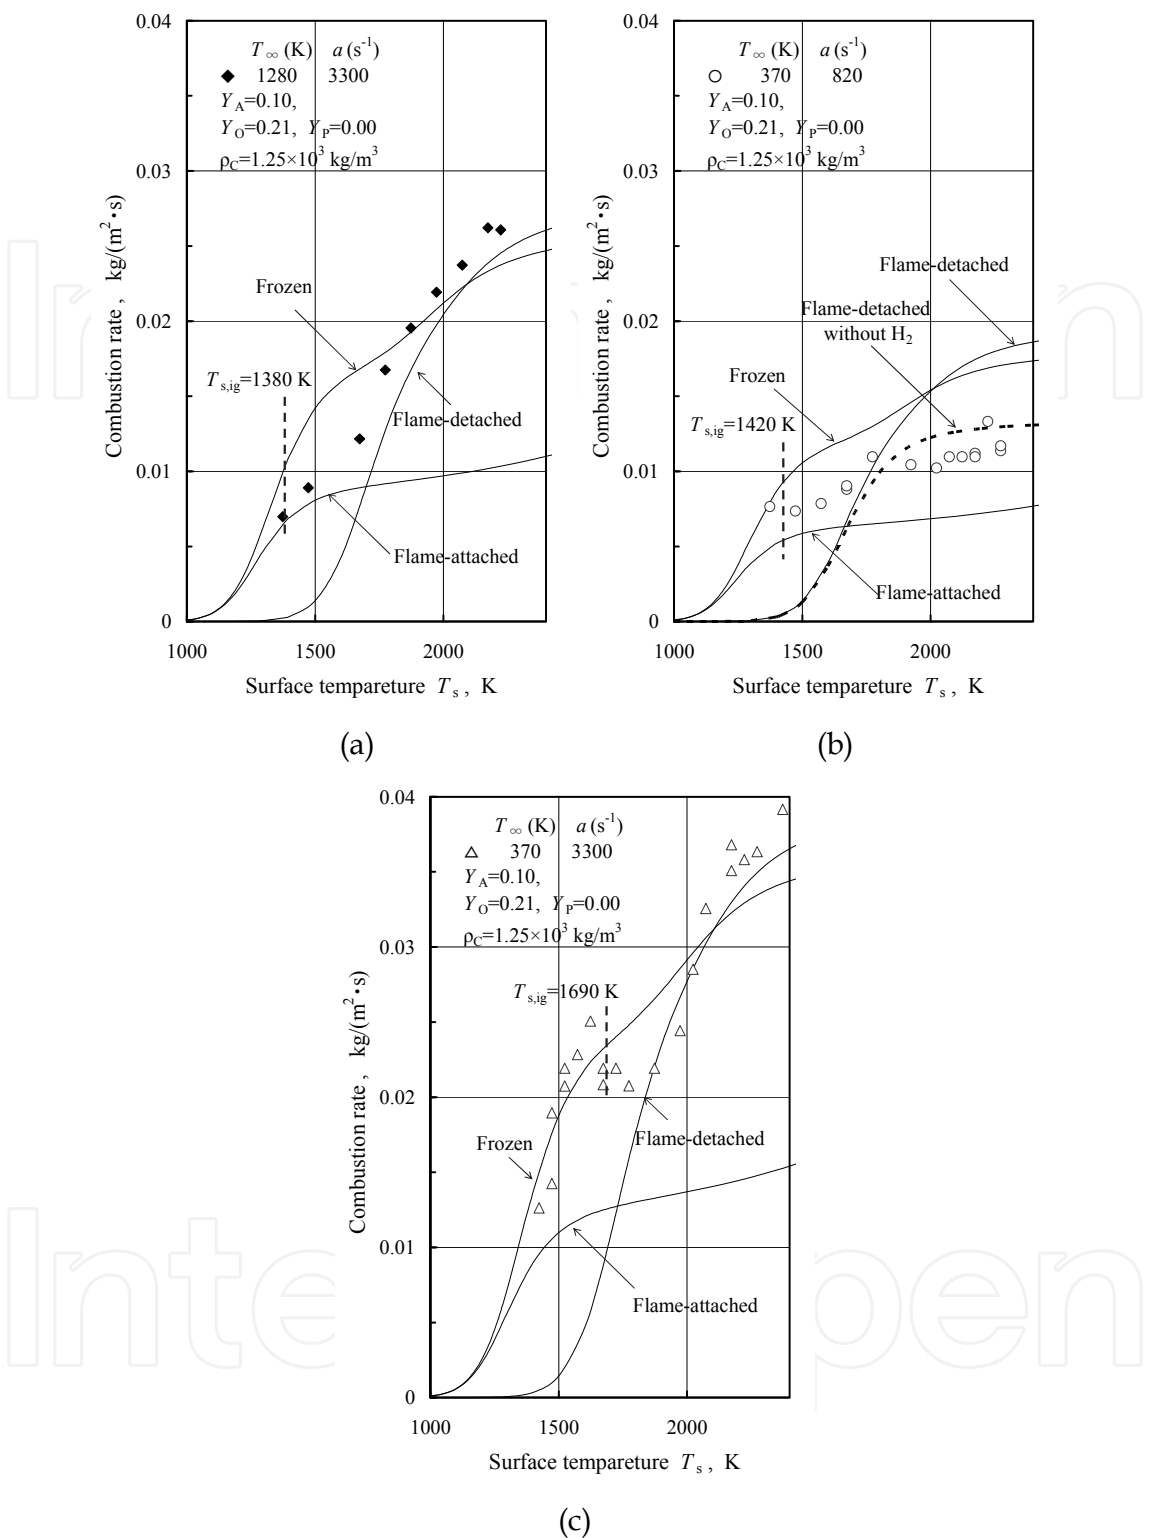 0.04
T∞ (K) a (s-1)
◆ 1280 3300
YA=0.10,
YO=0.21, YP=0.00
ρC=1.25×10³ kg/m³
0.03
Frozen
0.02
Ts,ig=1380 K
Flame-detached
0.01
Flame-attached
0
1000 1500 2000
Surface tempareture Ts , K
Combustion rate , kg/(m²・s)
(a)
0.04
T∞ (K) a (s-1)
○ 370 820
YA=0.10,
YO=0.21, YP=0.00
ρC=1.25×10³ kg/m³
0.03
Flame-detached
Flame-detached
without H2
0.02
Frozen
Ts,ig=1420 K
0.01
Flame-attached
0
1000 1500 2000
Surface tempareture Ts , K
Combustion rate , kg/(m²・s)
(b)
0.04
T∞ (K) a (s-1)
△ 370 3300
YA=0.10,
YO=0.21, YP=0.00
ρC=1.25×10³ kg/m³
0.03
Ts,ig=1690 K
0.02
Frozen
Flame-detached
0.01
Flame-attached
0
1000 1500 2000
Surface tempareture Ts , K
Combustion rate , kg/(m²・s)
(c)